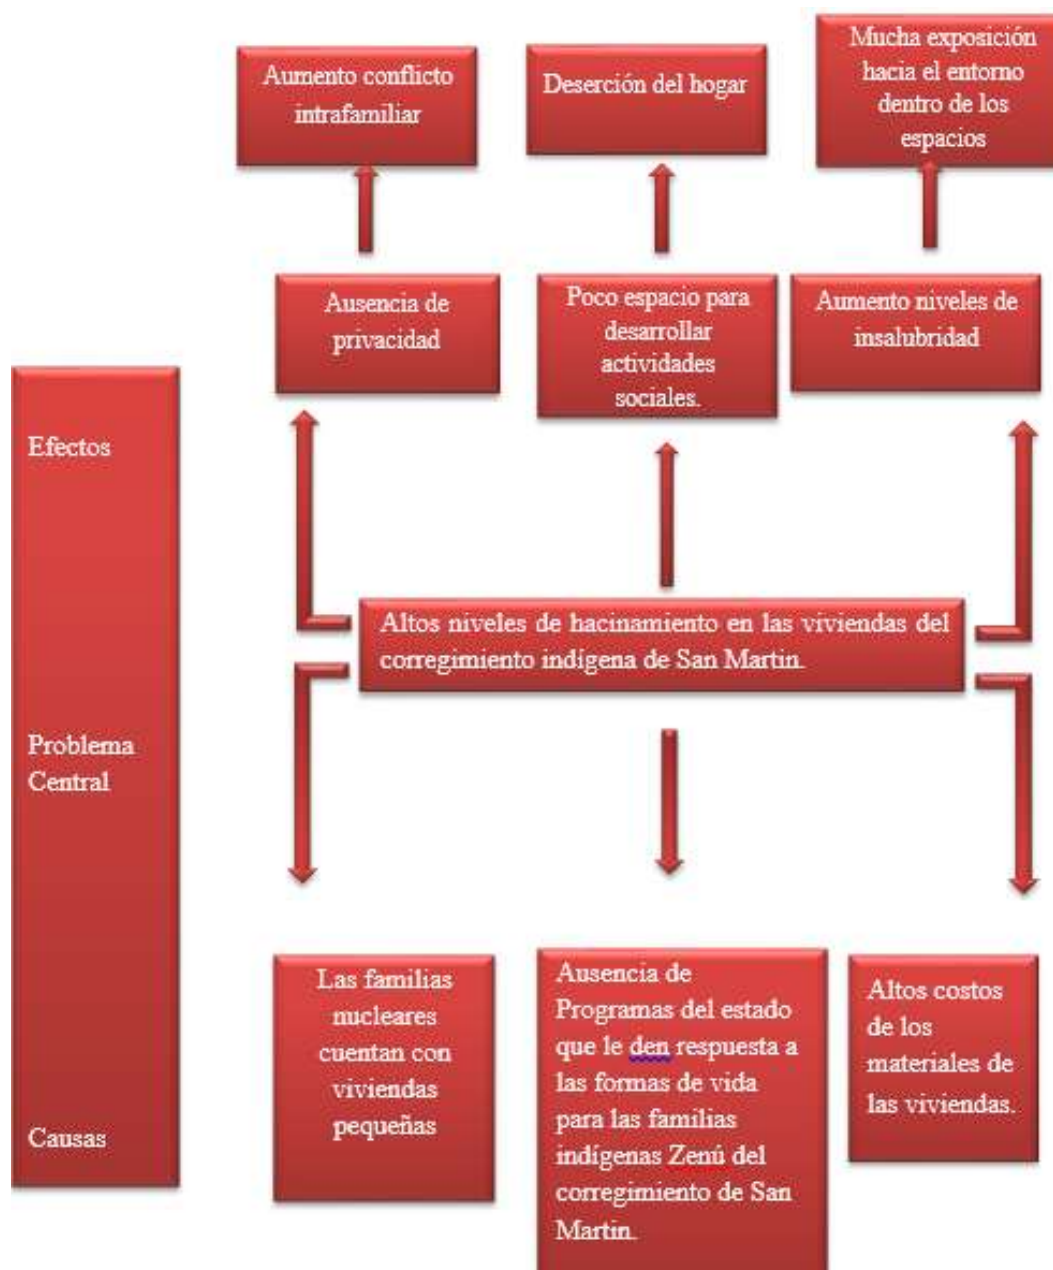 Aumento conflicto
intrafamiliar
Deserción del hogar
Mucha exposición
hacia el entorno
dentro de los
espacios
Ausencia de
privacidad
Poco espacio para
desarrollar
actividades
sociales.
Aumento niveles de
insalubridad
Efectos
Altos niveles de hacinamiento en las viviendas del
corregimiento indígena de San Martin.
Problema
Central
Las familias
nucleares
cuentan con
viviendas
pequeñas
Ausencia de
Programas del estado
que le den respuesta a
las formas de vida
para las familias
indígenas Zenú del
corregimiento de San
Martin.
Altos costos
de los
materiales de
las viviendas.
Causas